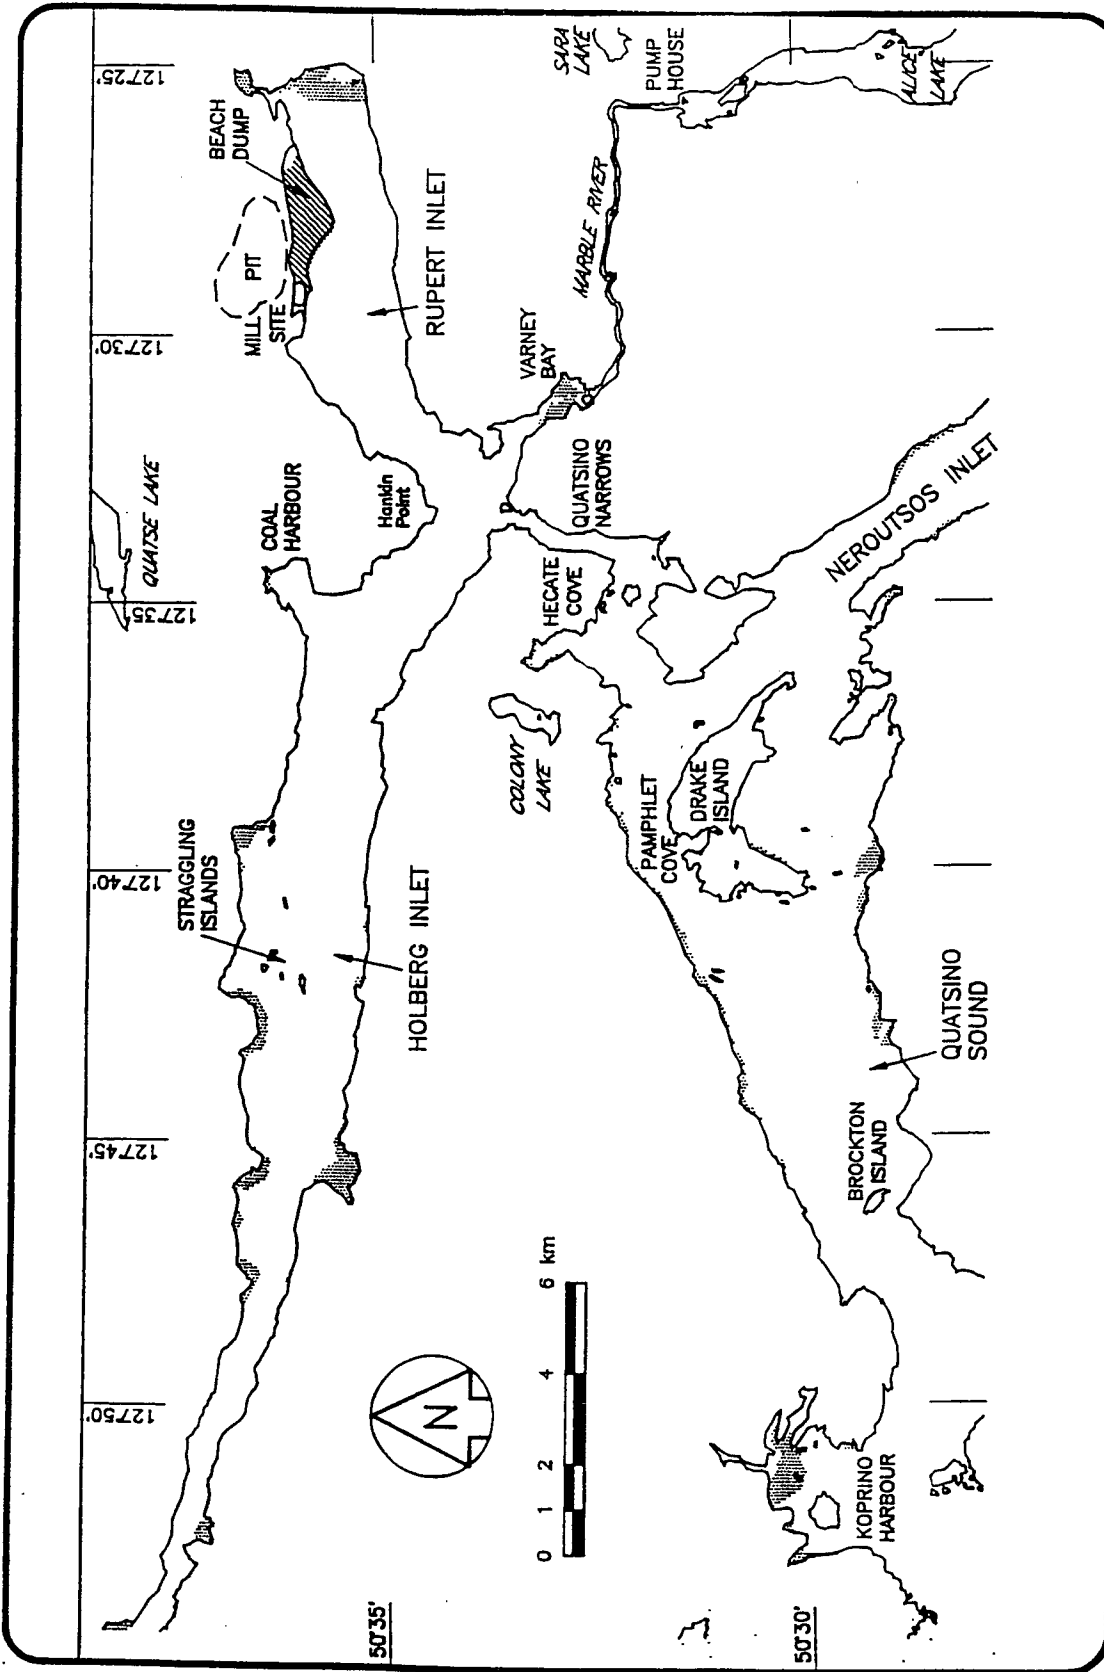 127°50'
127°45'
127°40'
127°35'
127°30'
127°25'
QUATSE LAKE
STRAGGLING
ISLANDS
COAL
HARBOUR
MILL
SITE
PIT
BEACH
DUMP
50°35'
HOLBERG INLET
Hankin
Point
RUPERT INLET
N
0 1 2 4 6 km
COLONY
LAKE
HECATE
COVE
QUATSINO
NARROWS
VARNEY
BAY
MARBLE RIVER
SARA
LAKE
PUMP
HOUSE
PAMPHLET
COVE
DRAKE
ISLAND
50°30'
KOPRINO
HARBOUR
BROCKTON
ISLAND
QUATSINO
SOUND
NEROUTSOS INLET
ALICE
LAKE